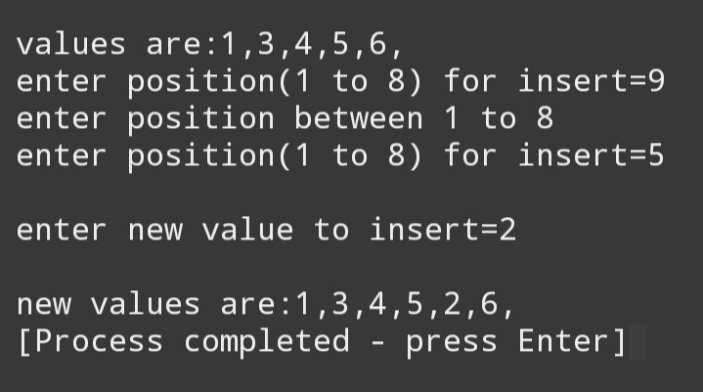 values are:1,3,4,5,6,
enter position(1 to 8) for insert=9
enter position between 1 to 8
enter position(1 to 8) for insert=5
enter new value to insert=2
new values are:1,3,4,5,2,6,
[Process completed - press Enter]